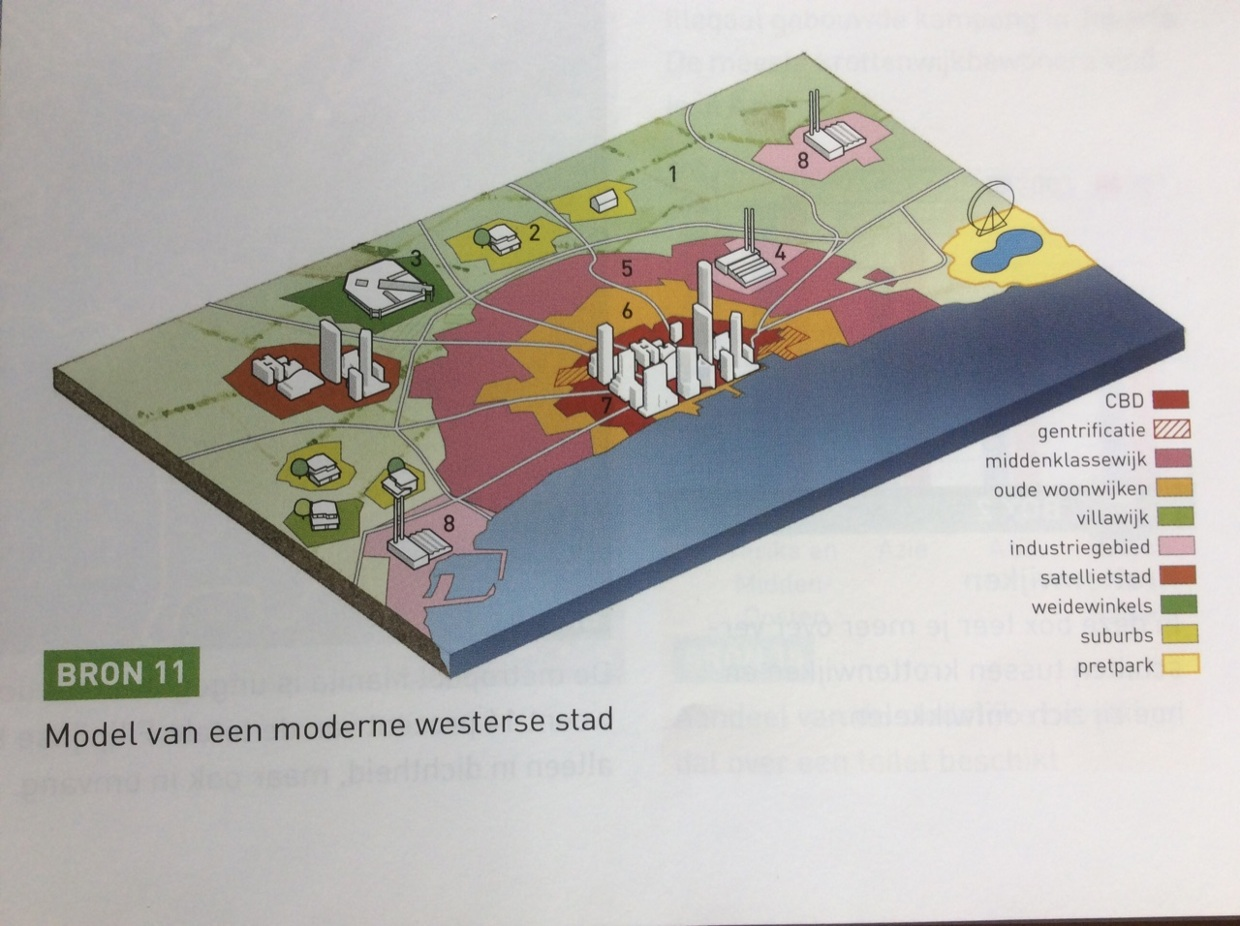 1
8
2
3
4
5
6
7
8
CBD
gentrificatie
middenklassewijk
oude woonwijken
villawijk
industriegebied
satellietstad
weidewinkels
suburbs
pretpark
BRON 11
Model van een moderne westerse stad